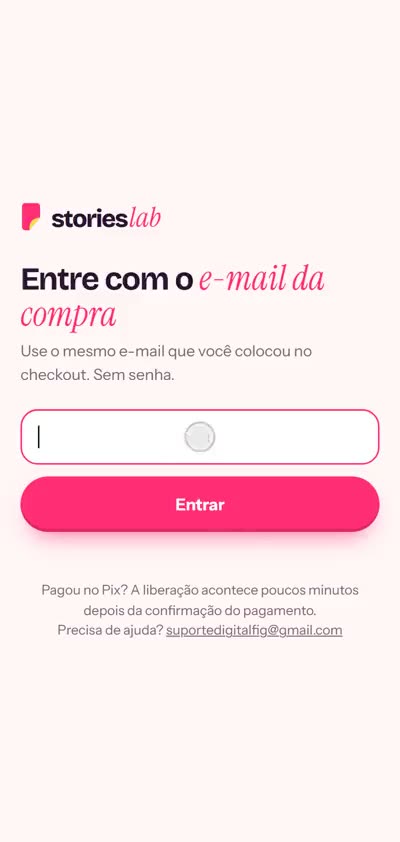 storieslab
Entre com o e-mail da
compra
Use o mesmo e-mail que você colocou no
checkout. Sem senha.
Entrar
Pagou no Pix? A liberação acontece poucos minutos
depois da confirmação do pagamento.
Precisa de ajuda? suportedigitalfig@gmail.com